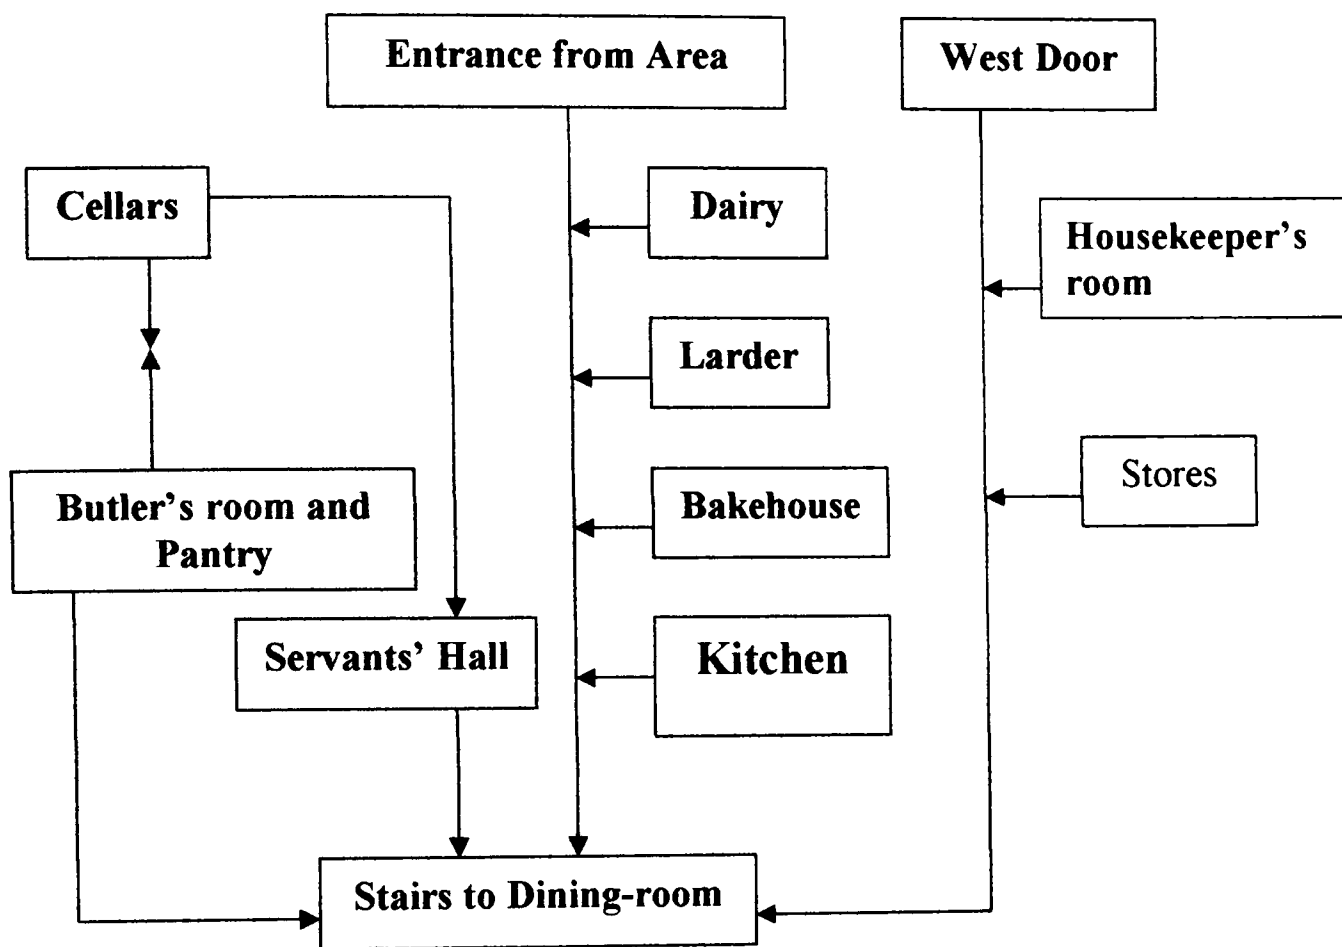 Entrance from Area
West Door
Cellars
Dairy
Housekeeper's
room
Larder
Stores
Butler's room and
Pantry
Bakehouse
Servants' Hall
Kitchen
Stairs to Dining-room